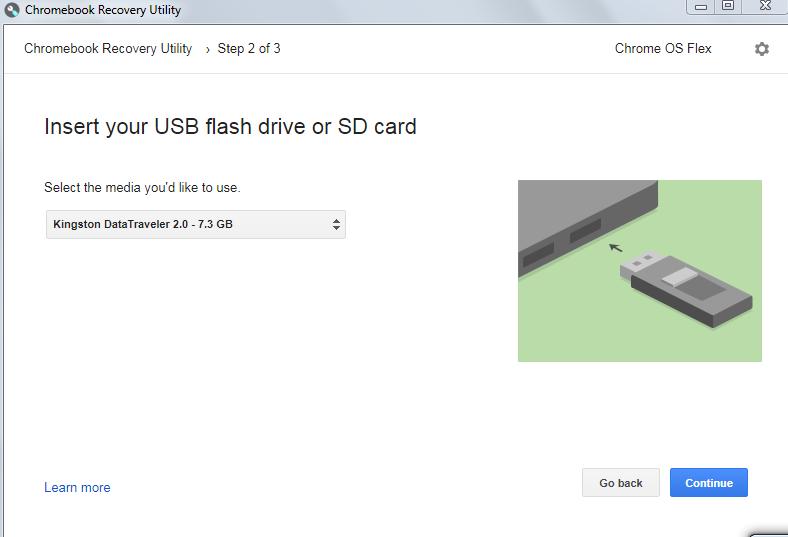 Chromebook Recovery Utility
Chromebook Recovery Utility › Step 2 of 3 Chrome OS Flex
Insert your USB flash drive or SD card
Select the media you'd like to use.
Kingston DataTraveler 2.0 - 7.3 GB
Learn more Go back Continue